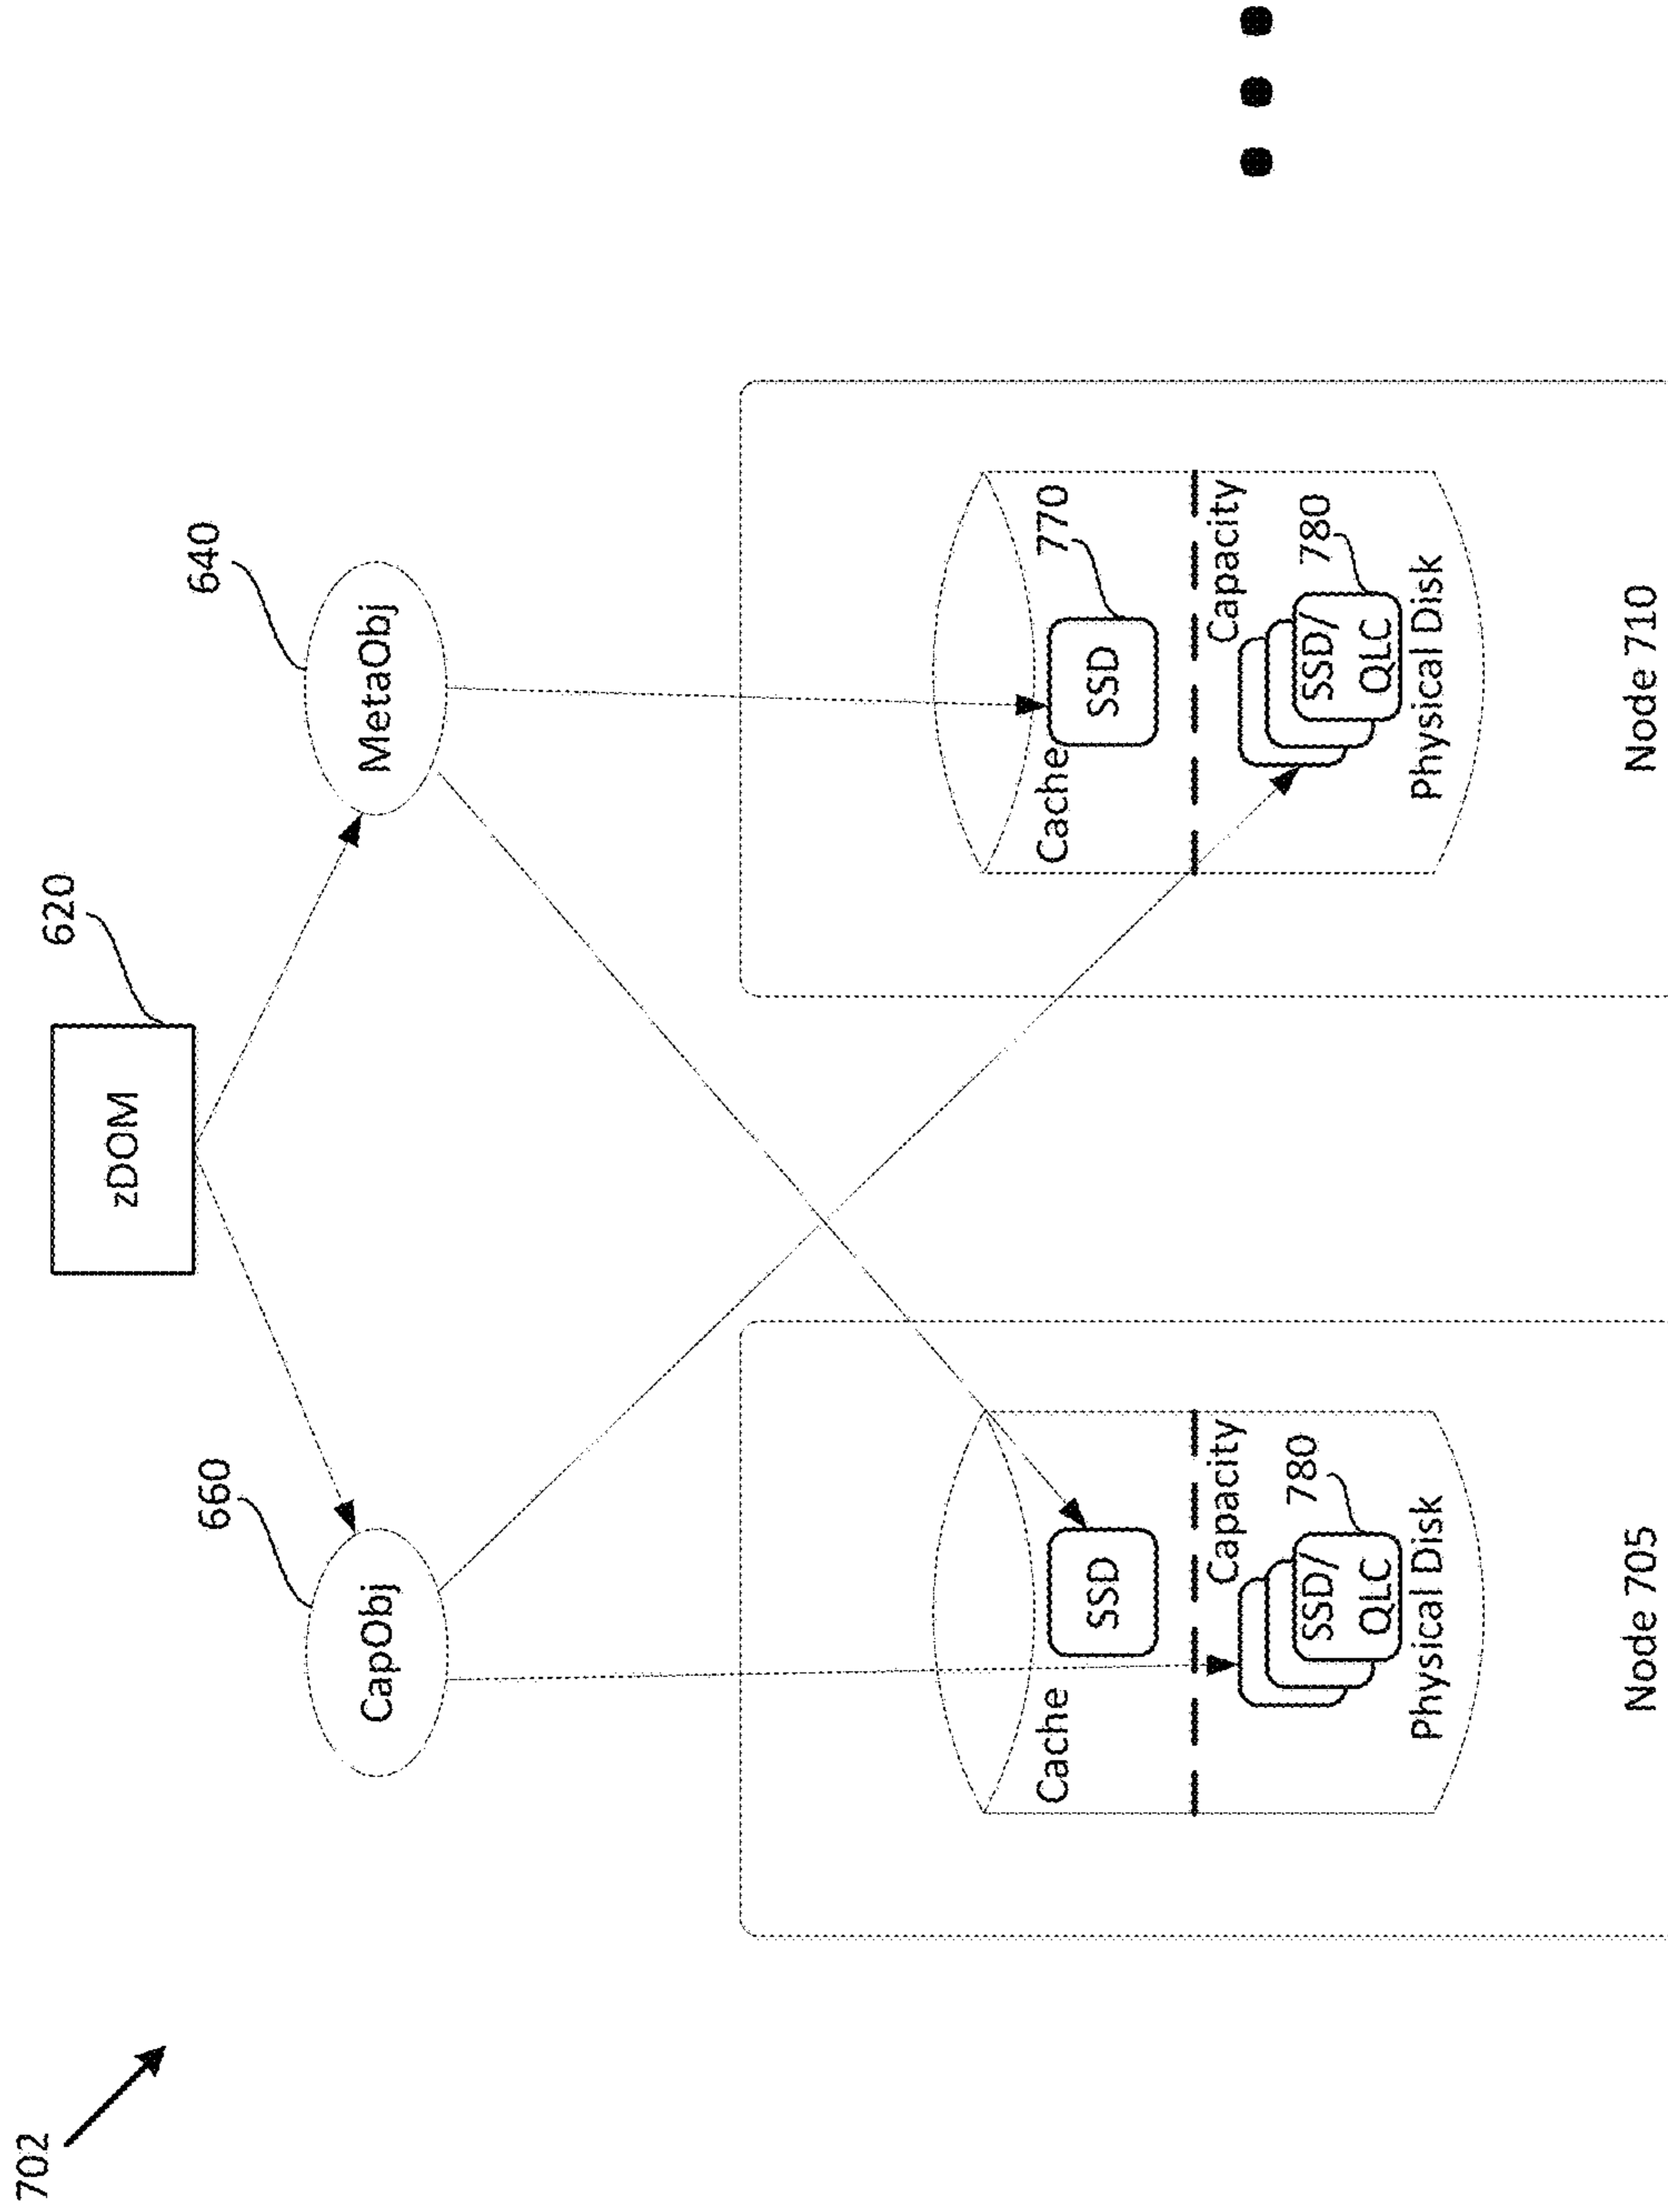 702
zDOM
620
660
CapObj
640
MetaObj
Cache
SSD
Capacity
SSD/
QLC
780
Physical Disk
Node 705
Cache
SSD
770
Capacity
SSD/
QLC
780
Physical Disk
Node 710